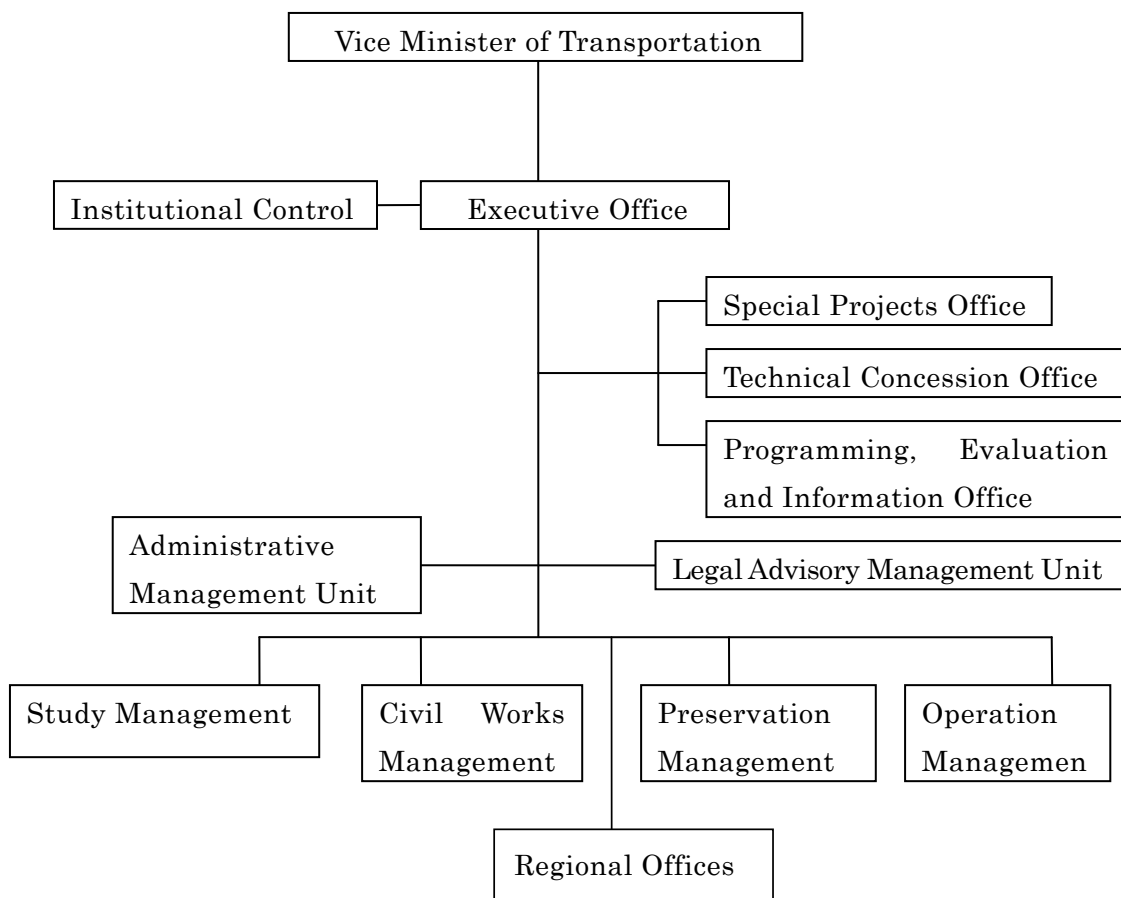 Vice Minister of Transportation
Institutional Control
Executive Office
Special Projects Office
Technical Concession Office
Programming, Evaluation
and Information Office
Administrative
Management Unit
Legal Advisory Management Unit
Study Management
Civil Works
Management
Preservation
Management
Operation
Managemen
Regional Offices